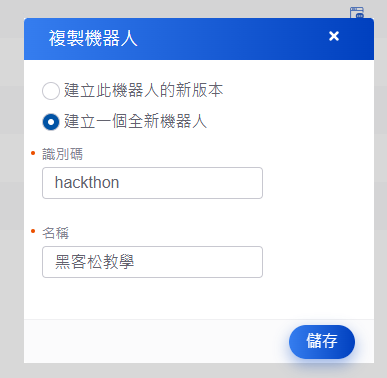 複製機器人
建立此機器人的新版本
建立一個全新機器人
識別碼
hackthon
名稱
黑客松教學
儲存